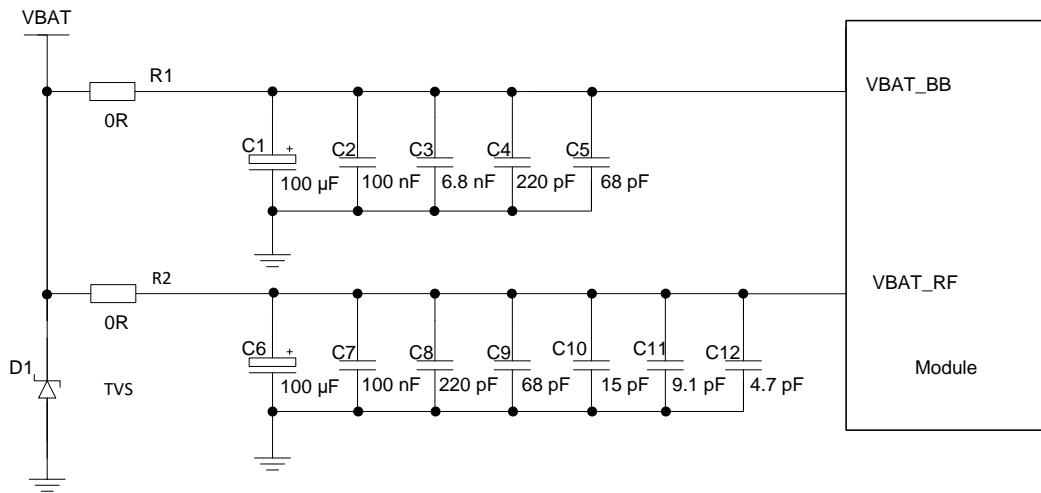 VBAT
R1
0R
VBAT_BB
C1
+
100 µF
C2
100 nF
C3
6.8 nF
C4
220 pF
C5
68 pF
R2
0R
VBAT_RF
D1
TVS
C6
+
100 µF
C7
100 nF
C8
220 pF
C9
68 pF
C10
15 pF
C11
9.1 pF
C12
4.7 pF
Module